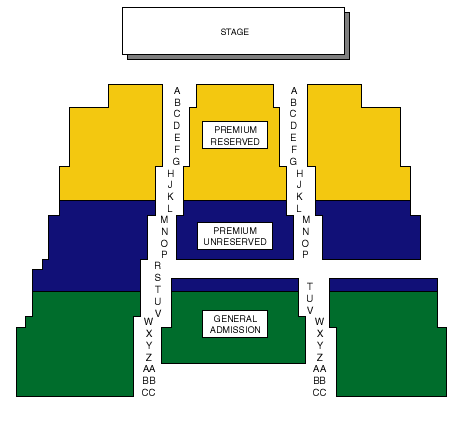 STAGE
A A
B B
C C
D D
E E
F F
G G
PREMIUM
RESERVED
H H
J J
K K
L L
M M
N N
O O
P P
PREMIUM
UNRESERVED
R
S
T T
U U
V V
W W
X X
Y Y
Z Z
AA AA
BB BB
CC CC
GENERAL
ADMISSION